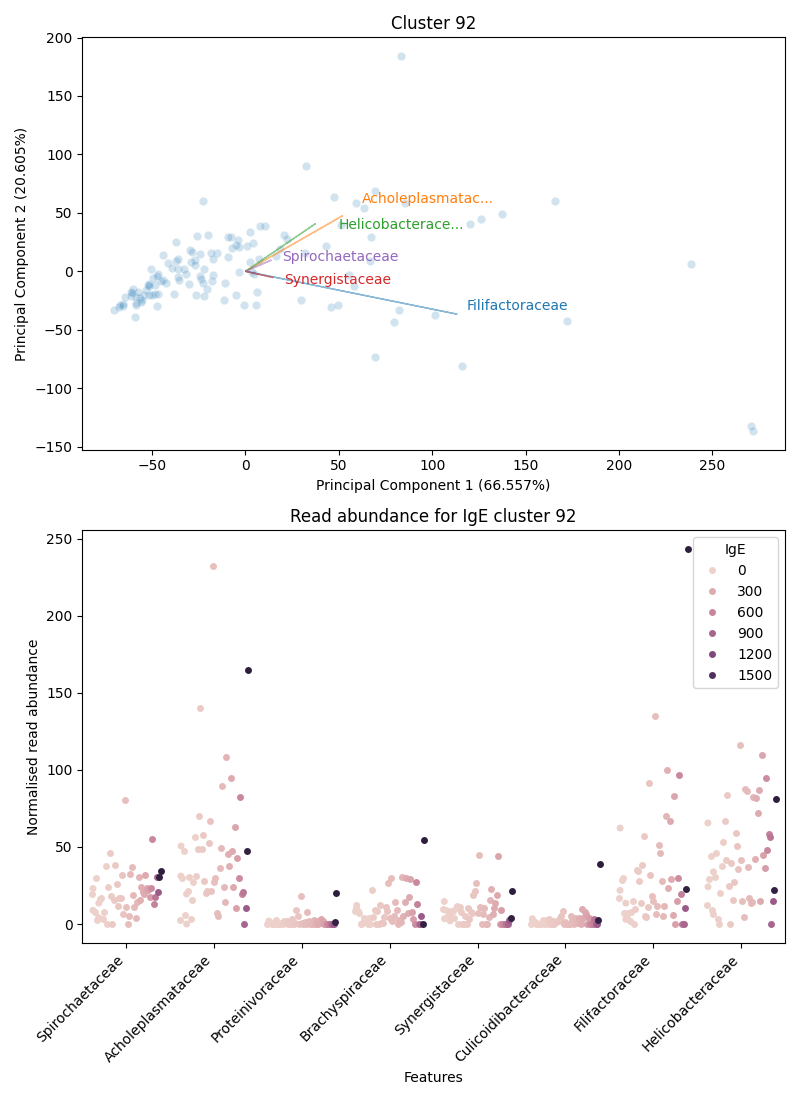 Cluster 92
200
150
100
50
0
−50
−100
−150
Principal Component 2 (20.605%)
Acholeplasmatac...
Helicobacterace...
Spirochaetaceae
Synergistaceae
Filifactoraceae
−50 0 50 100 150 200 250
Principal Component 1 (66.557%)
Read abundance for IgE cluster 92
250
200
150
100
50
0
Normalised read abundance
IgE
0
300
600
900
1200
1500
Spirochaetaceae
Acholeplasmataceae
Proteinivoraceae
Brachyspiraceae
Synergistaceae
Culicoidibacteraceae
Filifactoraceae
Helicobacteraceae
Features